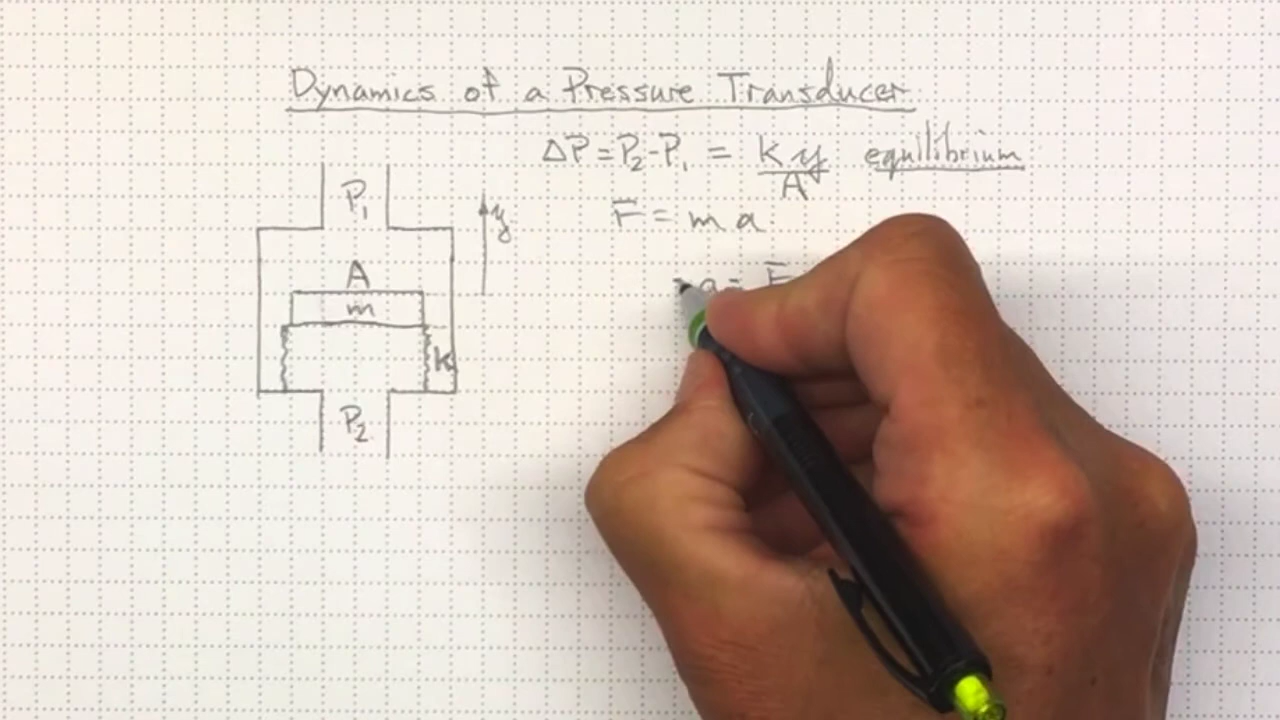 Dynamics of a Pressure Transducer
ΔP = P₂ - P₁ = Ky/A equilibrium
F = ma
a = F
P₁
y
A
m
K
P₂